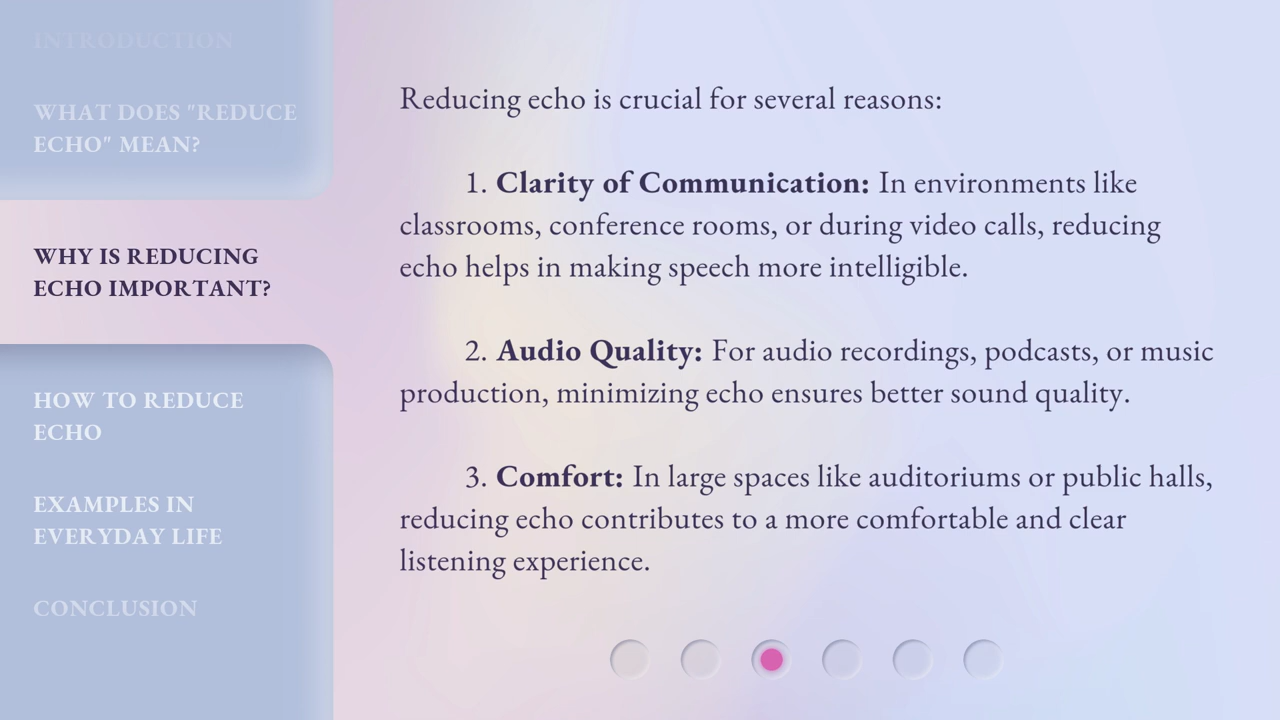 INTRODUCTION
WHAT DOES "REDUCE
ECHO" MEAN?
WHY IS REDUCING
ECHO IMPORTANT?
HOW TO REDUCE
ECHO
EXAMPLES IN
EVERYDAY LIFE
CONCLUSION
Reducing echo is crucial for several reasons:
1. Clarity of Communication: In environments like
classrooms, conference rooms, or during video calls, reducing
echo helps in making speech more intelligible.
2. Audio Quality: For audio recordings, podcasts, or music
production, minimizing echo ensures better sound quality.
3. Comfort: In large spaces like auditoriums or public halls,
reducing echo contributes to a more comfortable and clear
listening experience.